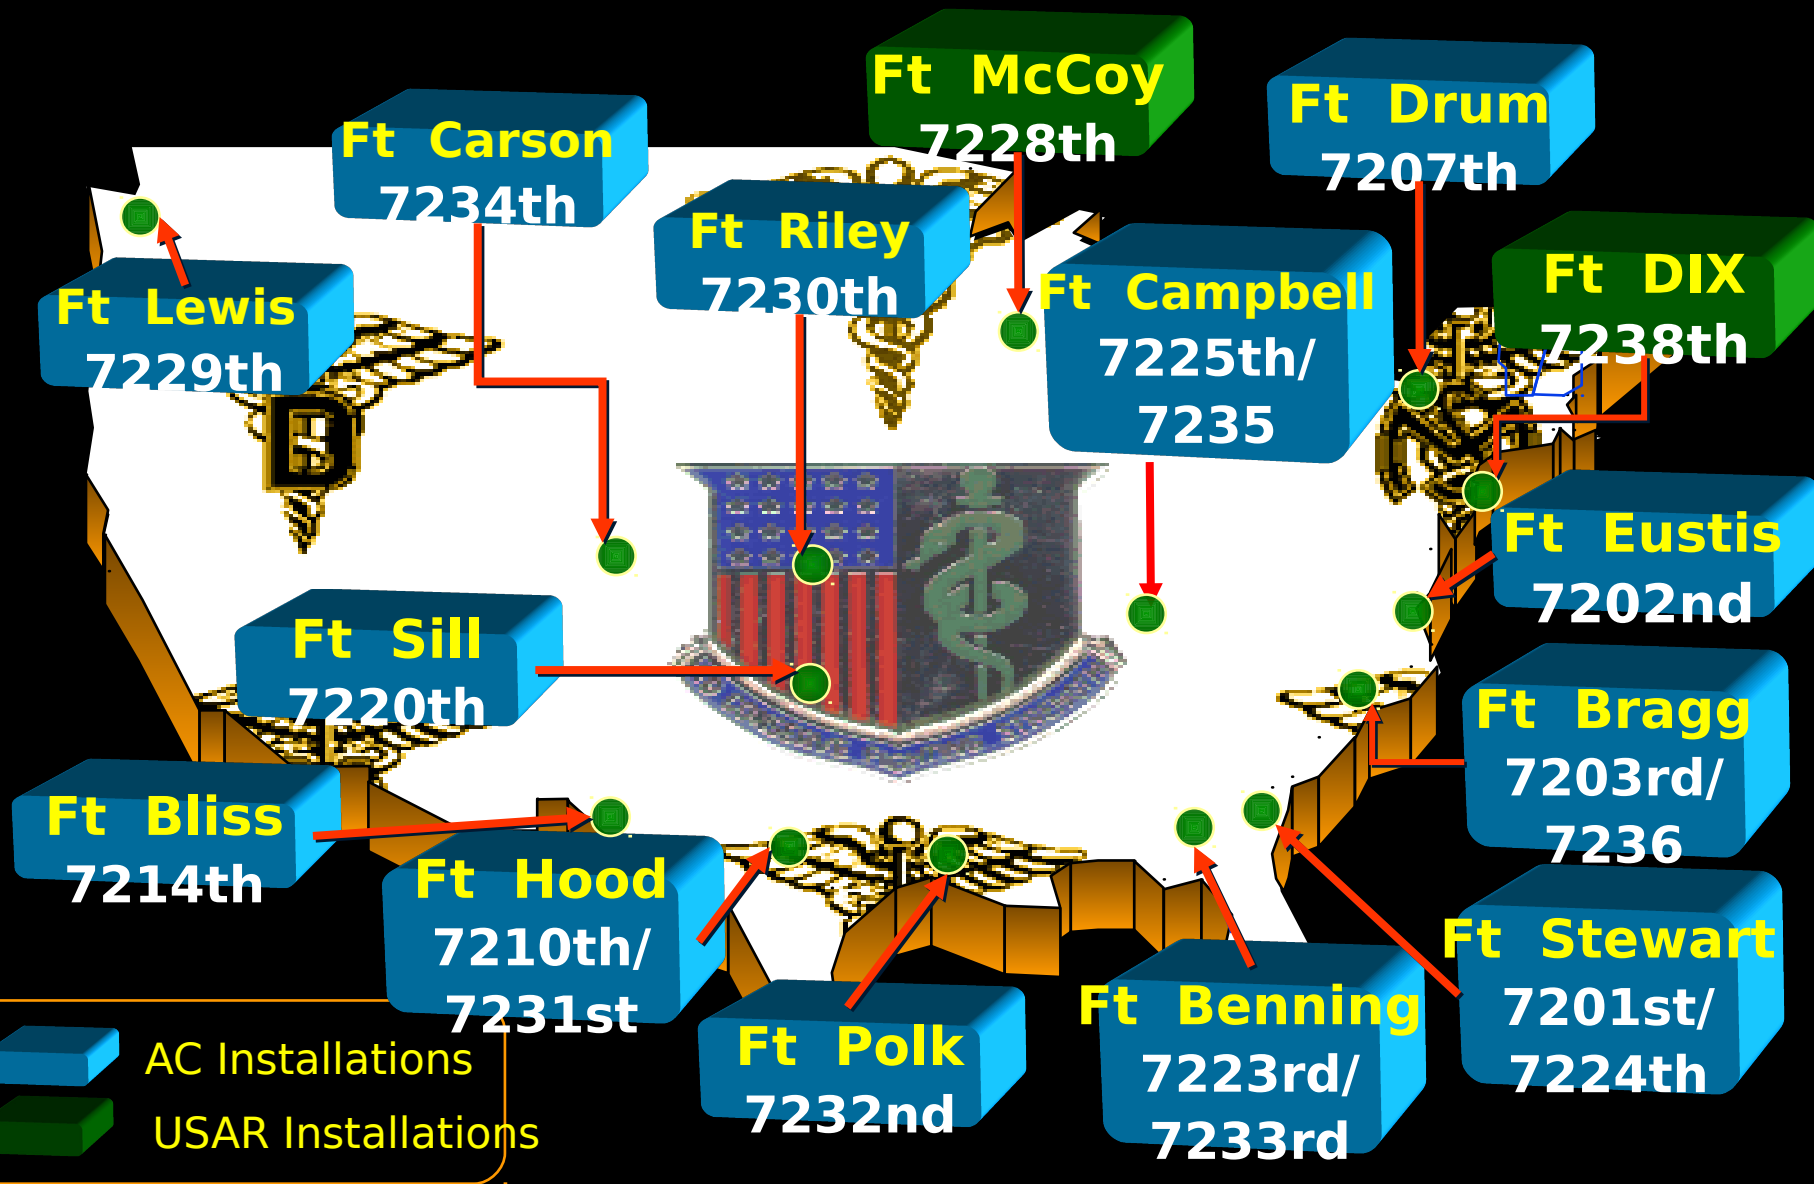 Ft McCoy
7228th
Ft Drum
7207th
Ft Carson
7234th
Ft Riley
7230th
Ft DIX
7238th
Ft Lewis
7229th
Ft Campbell
7225th/
7235
Ft Eustis
7202nd
Ft Sill
7220th
Ft Bragg
7203rd/
7236
Ft Bliss
7214th
Ft Hood
7210th/
7231st
Ft Stewart
7201st/
7224th
Ft Polk
7232nd
Ft Benning
7223rd/
7233rd
AC Installations
USAR Installations